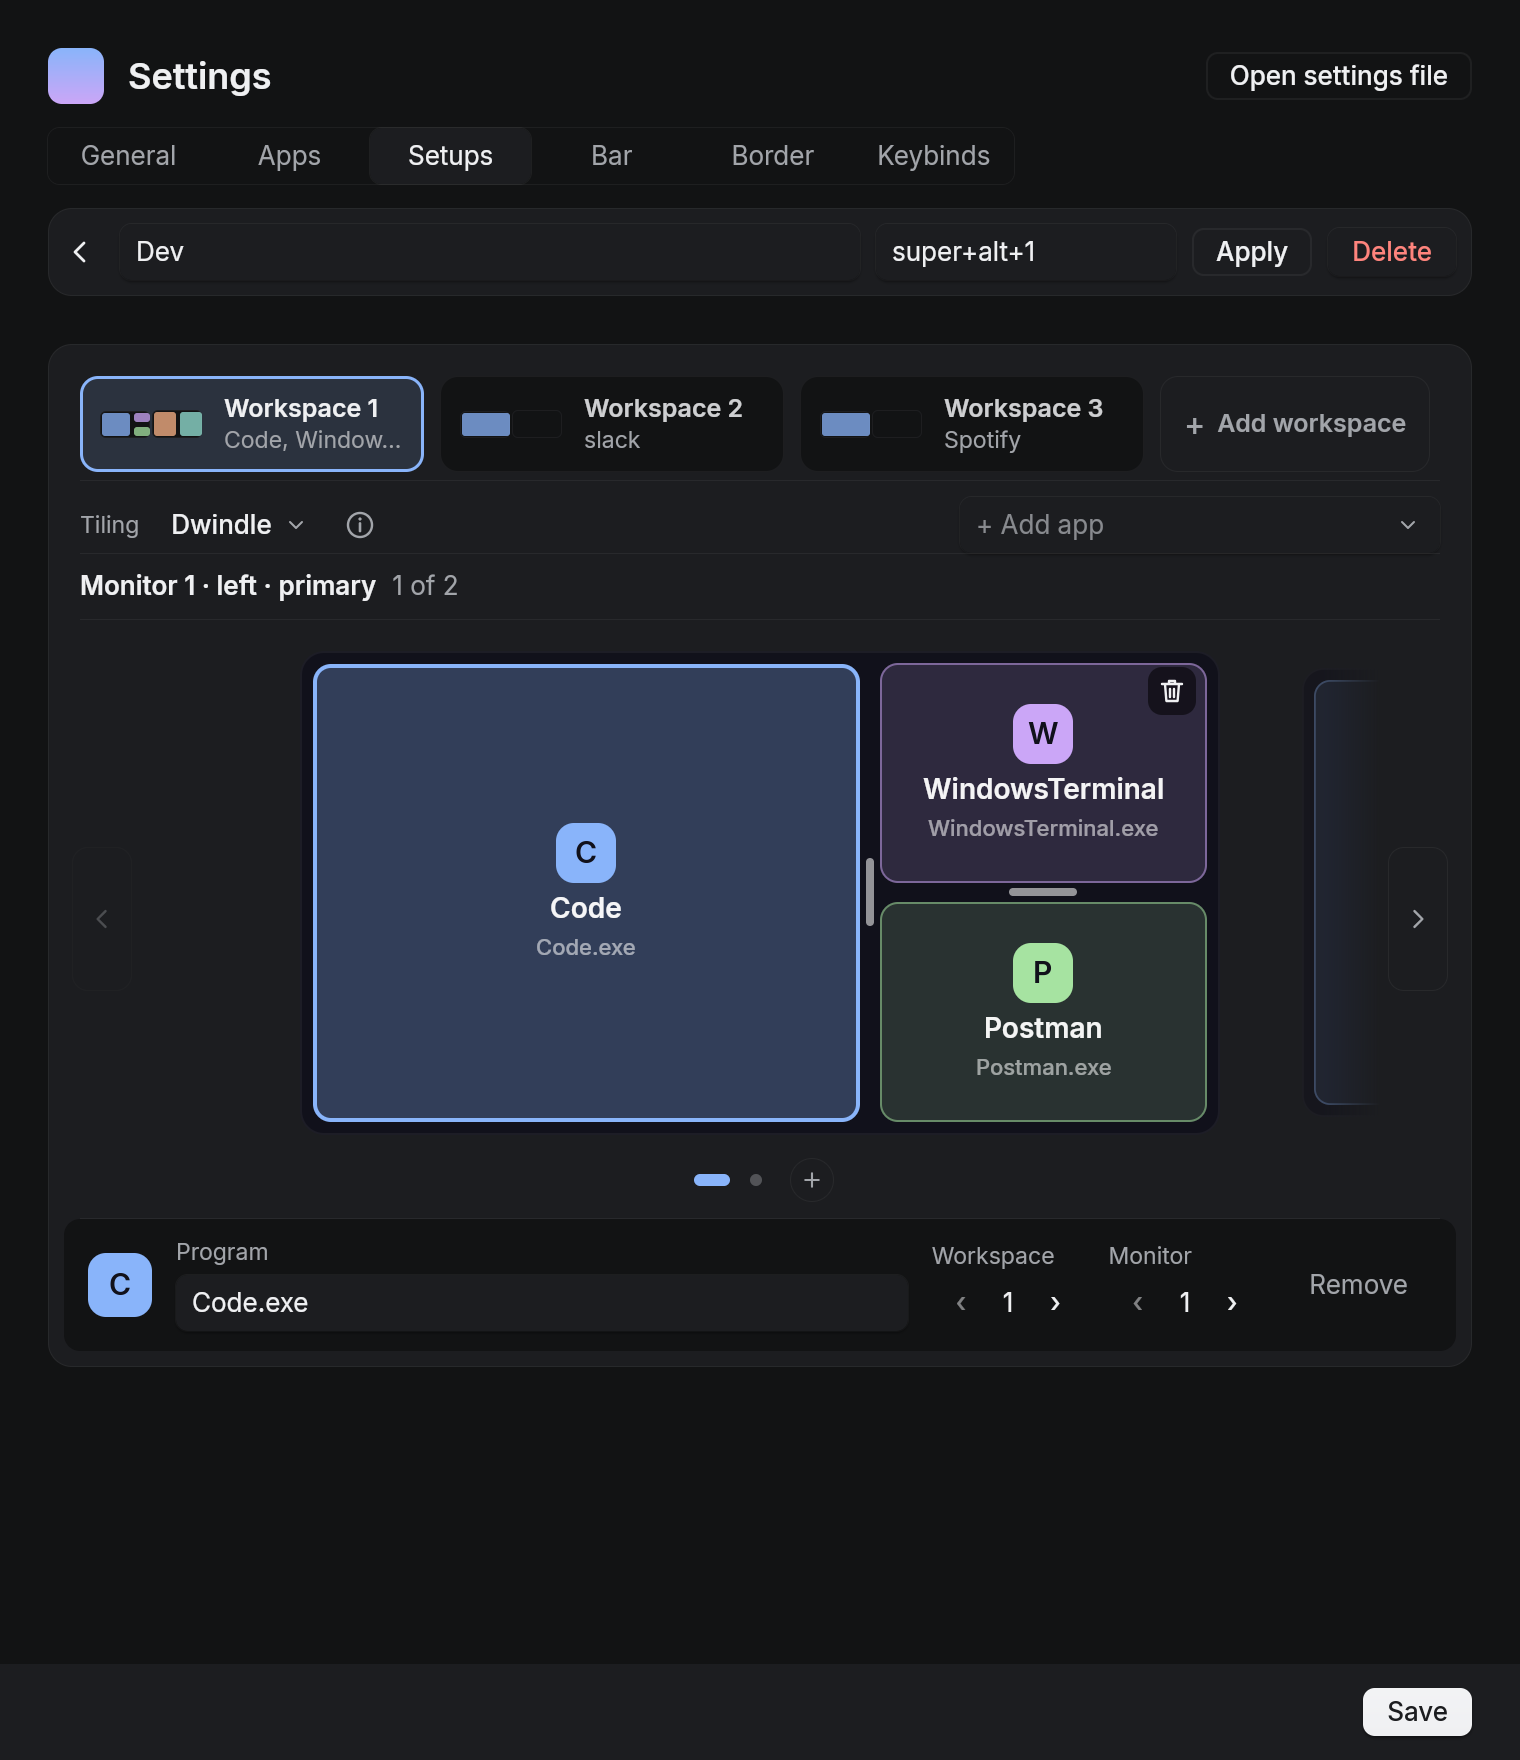 Settings
Open settings file
General Apps Setups Bar Border Keybinds
Dev super+alt+1 Apply Delete
Workspace 1
Code, Window...
Workspace 2
slack
Workspace 3
Spotify
+ Add workspace
Tiling Dwindle + Add app
Monitor 1 · left · primary 1 of 2
C
Code
Code.exe
W
WindowsTerminal
WindowsTerminal.exe
P
Postman
Postman.exe
C
Program
Code.exe
Workspace
‹ 1 ›
Monitor
‹ 1 ›
Remove
Save